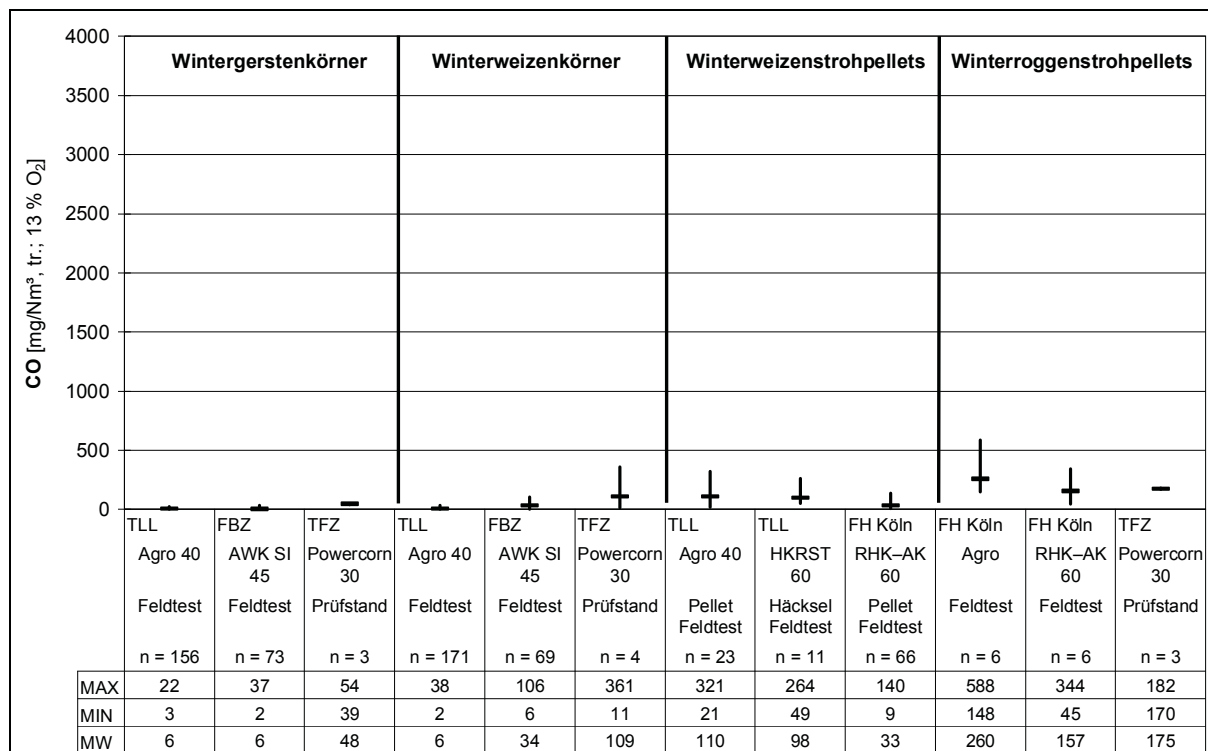 4000
3500
3000
2500
2000
1500
1000
500
0
CO [mg/Nm³, tr.; 13 % O₂]
Wintergerstenkörner Winterweizenkörner Winterweizenstrohpellets Winterroggenstrohpellets
TLL FBZ TFZ TLL FBZ TFZ TLL TLL FH Köln FH Köln FH Köln TFZ
Agro 40 AWK SI Powercorn Agro 40 AWK SI Powercorn Agro 40 HKRST RHK–AK Agro RHK–AK Powercorn
45 30 45 30 60 60 60 30
Feldtest Feldtest Prüfstand Feldtest Feldtest Prüfstand Pellet Häcksel Pellet Feldtest Feldtest Prüfstand
Feldtest Feldtest Feldtest
n = 156 n = 73 n = 3 n = 171 n = 69 n = 4 n = 23 n = 11 n = 66 n = 6 n = 6 n = 3
MAX 22 37 54 38 106 361 321 264 140 588 344 182
MIN 3 2 39 2 6 11 21 49 9 148 45 170
MW 6 6 48 6 34 109 110 98 33 260 157 175